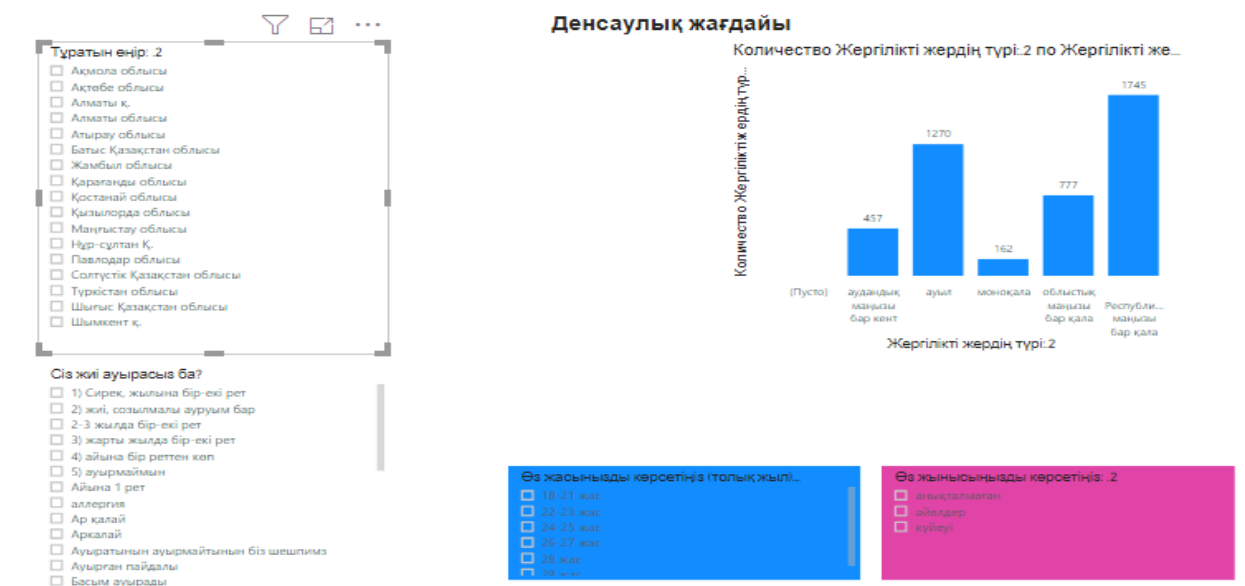 Денсаулық жағдайы
Тұратын өңір: .2
Ақмола облысы
Ақтөбе облысы
Алматы қ.
Алматы облысы
Атырау облысы
Батыс Қазақстан облысы
Жамбыл облысы
Қарағанды облысы
Қостанай облысы
Қызылорда облысы
Маңғыстау облысы
Нұр-сұлтан Қ.
Павлодар облысы
Солтүстік Қазақстан облысы
Түркістан облысы
Шығыс Қазақстан облысы
Шымкент қ.
Сіз жиі ауырасыз ба?
1) Сирек, жылына бір-екі рет
2) жиі, созылмалы ауруым бар
2-3 жылда бір-екі рет
3) жарты жылда бір-екі рет
4) айына бір реттен көп
5) ауырмаймын
Айына 1 рет
аллергия
Ар қалай
Арқалай
Ауыратынын ауырмайтынын біз шешпимз
Ауырған пайдалы
Басым ауырады
Количество Жергілікті жердің түрі:.2 по Жергілікті же...
Количество Жергілікті жердің түр...
1745
1270
777
457
162
(Пусто)
аудандық маңызы бар кент
ауыл
моноқала
облыстық маңызы бар қала
Республи... маңызы бар қала
Жергілікті жердің түрі:.2
Өз жасыңызды көрсетіңіз (толық жыл)...
18-21 жас
22-23 жас
24-25 жас
26-27 жас
28 жас
29 жас
Өз жынысыңызды көрсетіңіз: .2
анықталмаған
әйелдер
күйеуі